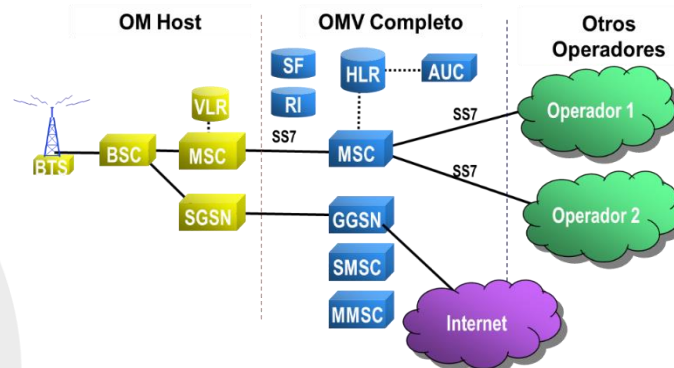 OM Host
OMV Completo
Otros
Operadores
SF
HLR
AUC
VLR
RI
SS7
Operador 1
BTS
BSC
MSC
SS7
MSC
SS7
SGSN
GGSN
Operador 2
SMSC
MMSC
Internet